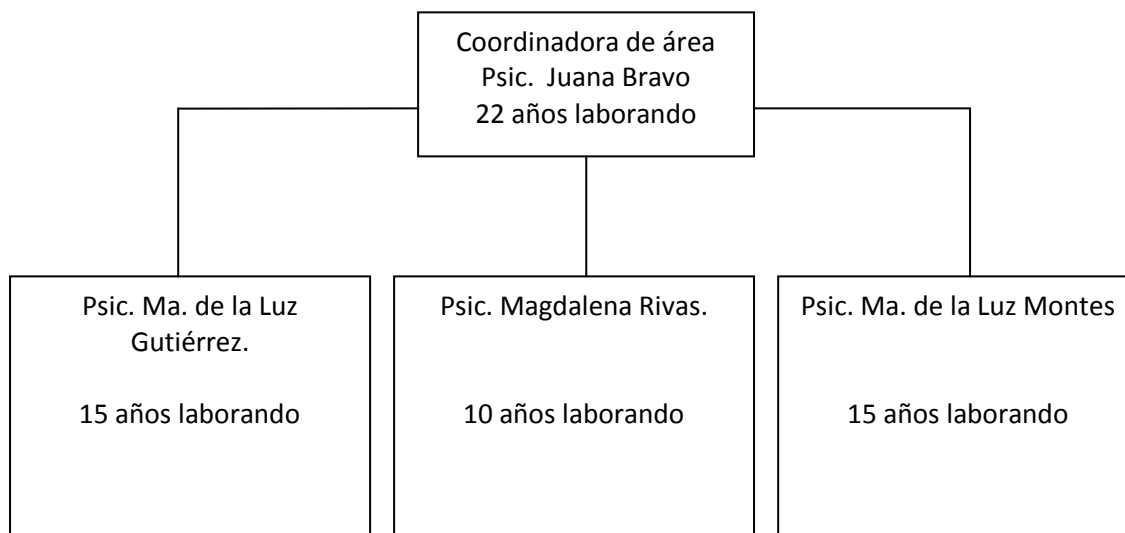 Coordinadora de área
Psic. Juana Bravo
22 años laborando
Psic. Ma. de la Luz
Gutiérrez.
15 años laborando
Psic. Magdalena Rivas.
10 años laborando
Psic. Ma. de la Luz Montes
15 años laborando